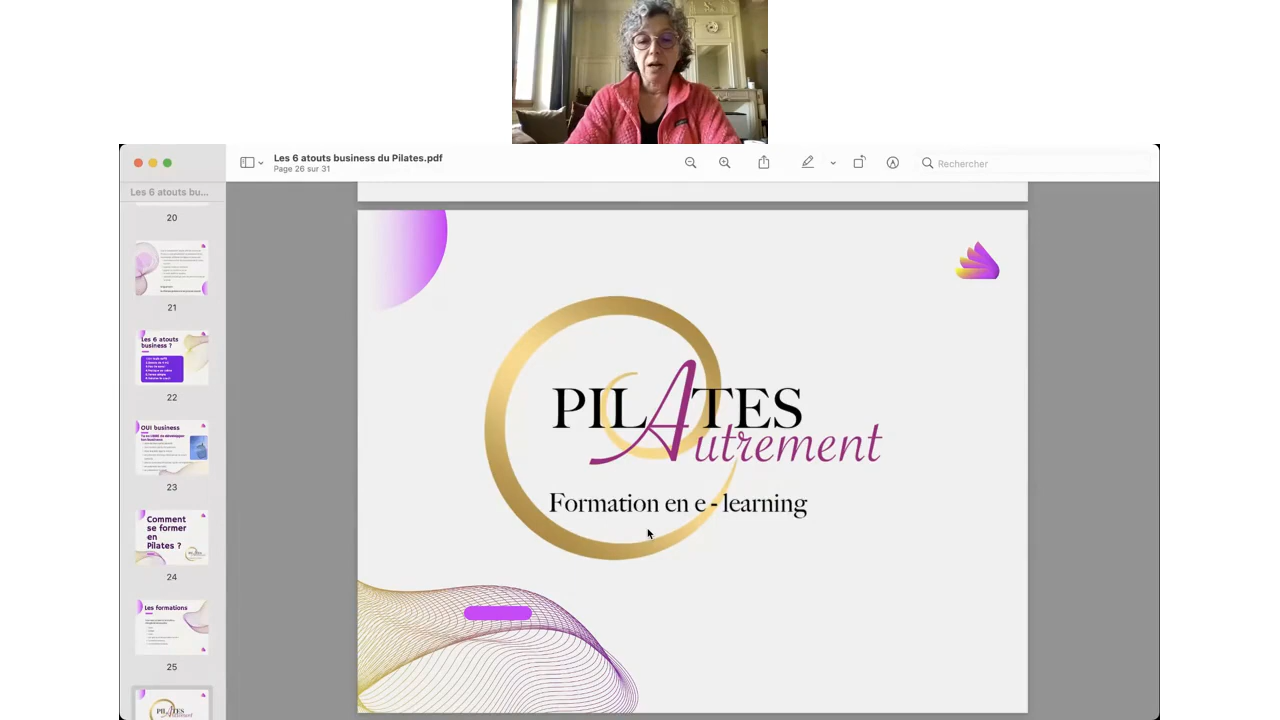 Les 6 atouts business du Pilates.pdf
Page 26 sur 31
Rechercher
Les 6 atouts bu...
20
21
Les 6 atouts
business ?
22
OUI business
23
Comment
se former
en
Pilates ?
24
Les formations
25
PILATES
Autrement
PILATES
Autrement
Formation en e - learning